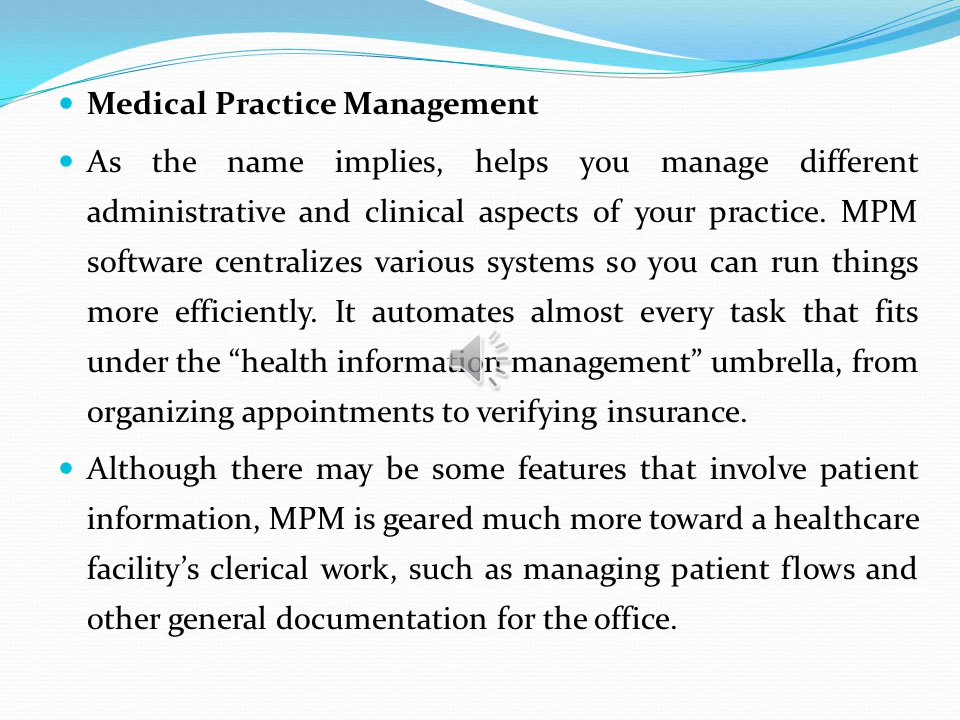 Medical Practice Management
As the name implies, helps you manage different
administrative and clinical aspects of your practice. MPM
software centralizes various systems so you can run things
more efficiently. It automates almost every task that fits
under the “health information management” umbrella, from
organizing appointments to verifying insurance.
Although there may be some features that involve patient
information, MPM is geared much more toward a healthcare
facility’s clerical work, such as managing patient flows and
other general documentation for the office.